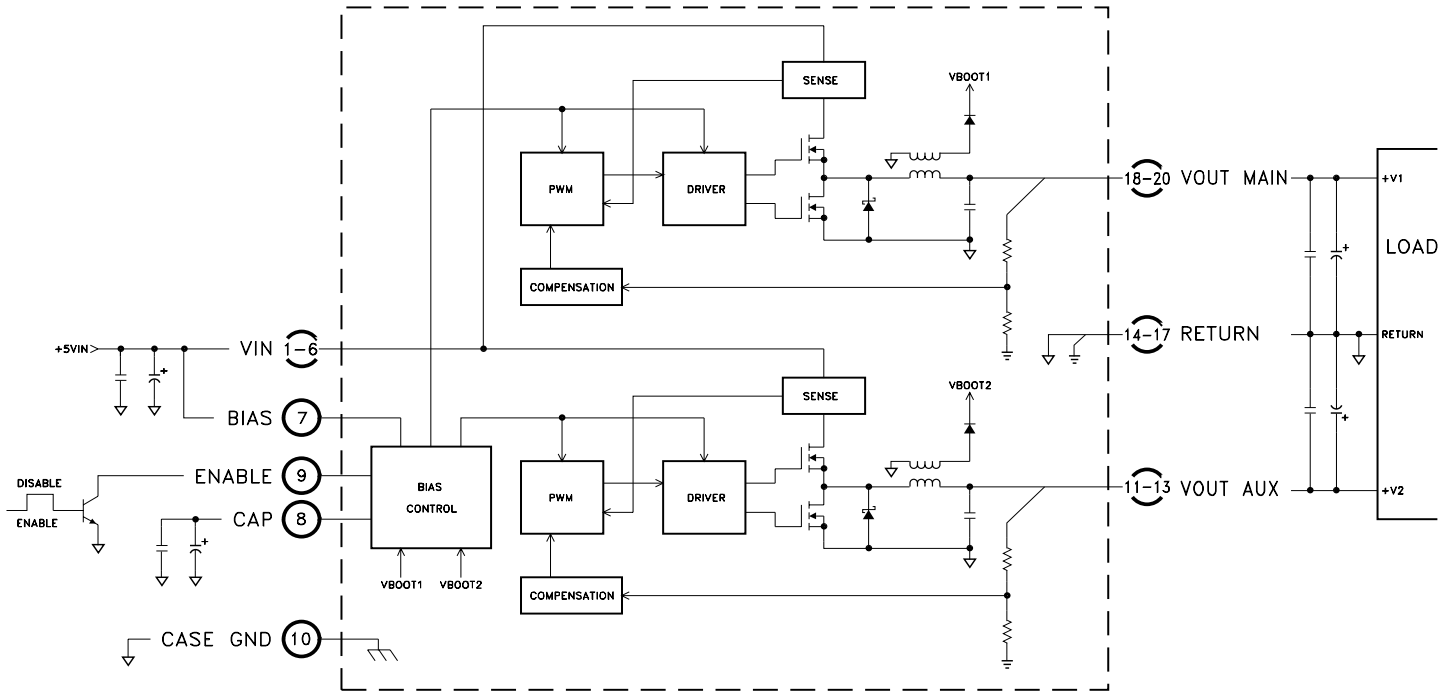 SENSE
VBOOT1
PWM
DRIVER
18-20 VOUT MAIN
+V1
LOAD
COMPENSATION
+5VIN
VIN 1-6
14-17 RETURN
RETURN
SENSE
VBOOT2
BIAS 7
ENABLE 9
DISABLE
ENABLE
CAP 8
BIAS
CONTROL
PWM
DRIVER
11-13 VOUT AUX
+V2
VBOOT1 VBOOT2
COMPENSATION
CASE GND 10
+
+
+
+
+